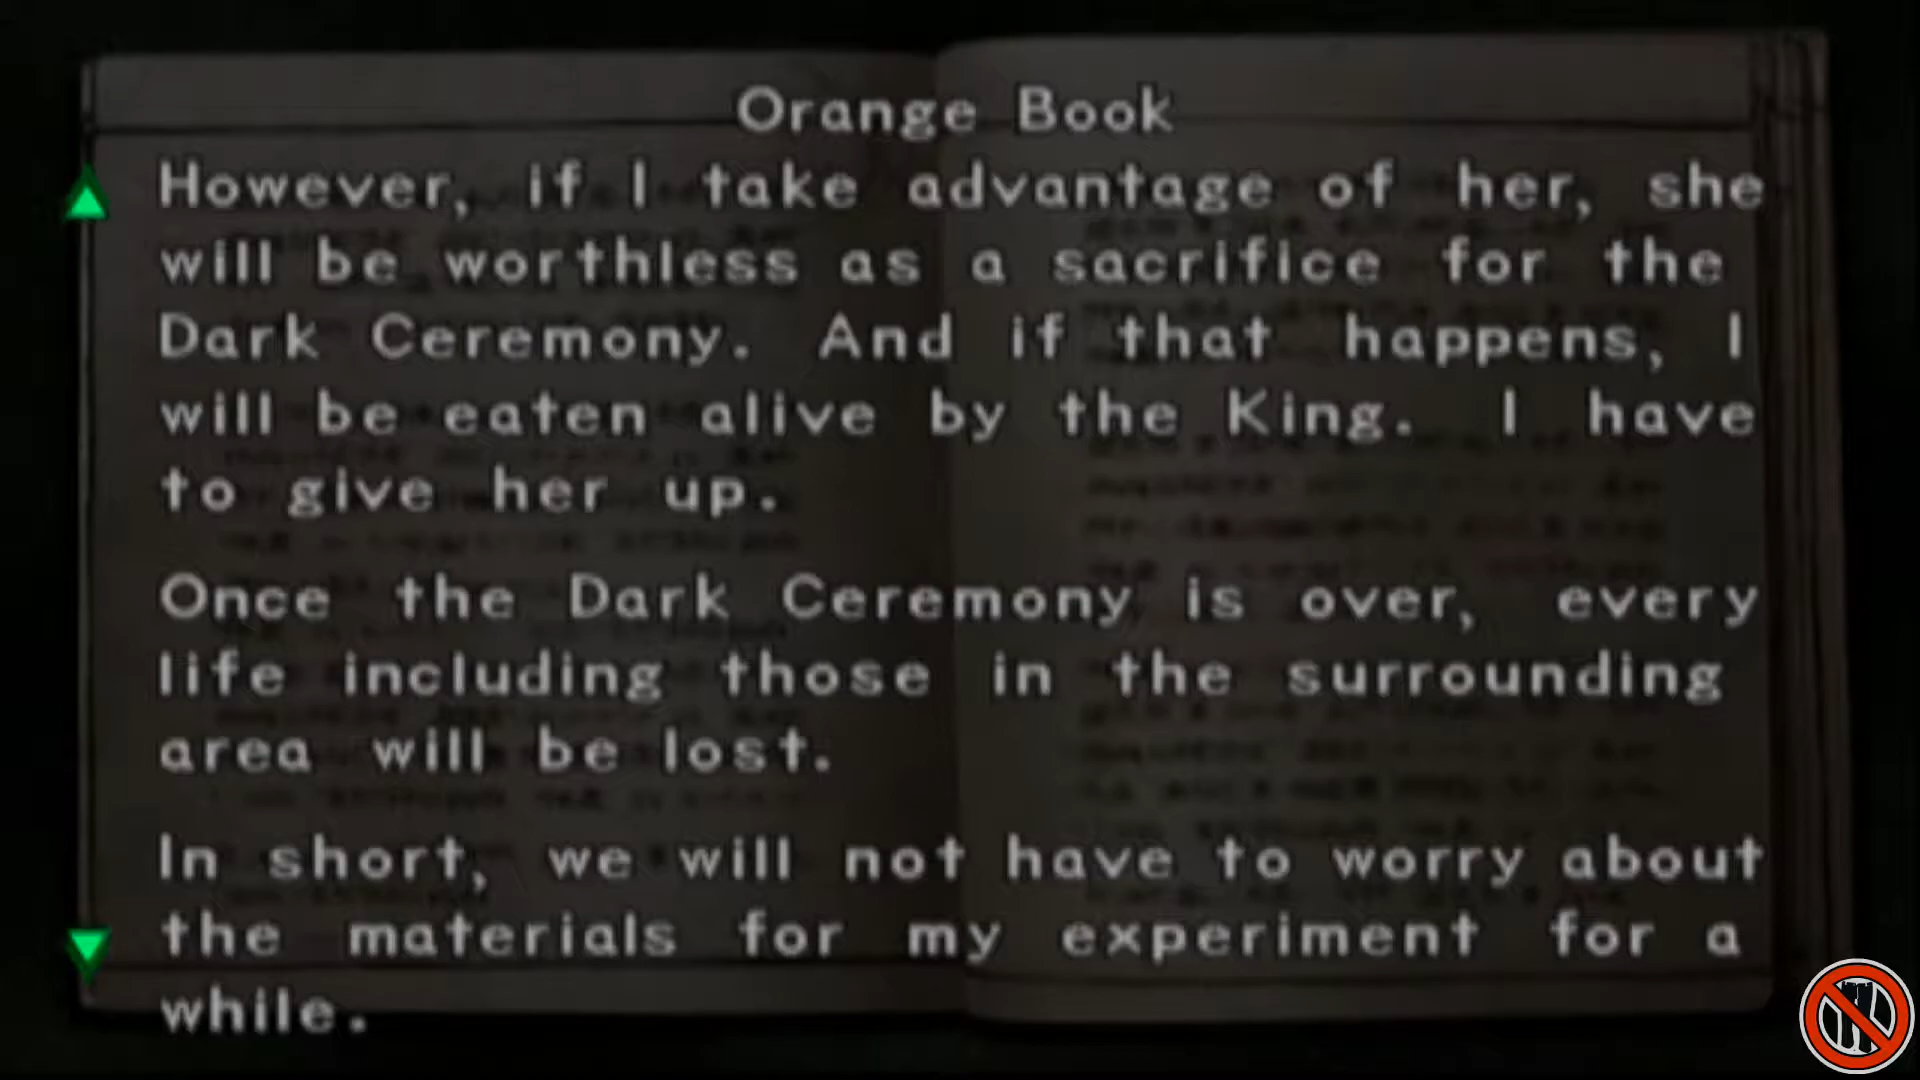 Orange Book
However, if I take advantage of her, she
will be worthless as a sacrifice for the
Dark Ceremony. And if that happens, I
will be eaten alive by the King. I have
to give her up.
Once the Dark Ceremony is over, every
life including those in the surrounding
area will be lost.
In short, we will not have to worry about
the materials for my experiment for a
while.